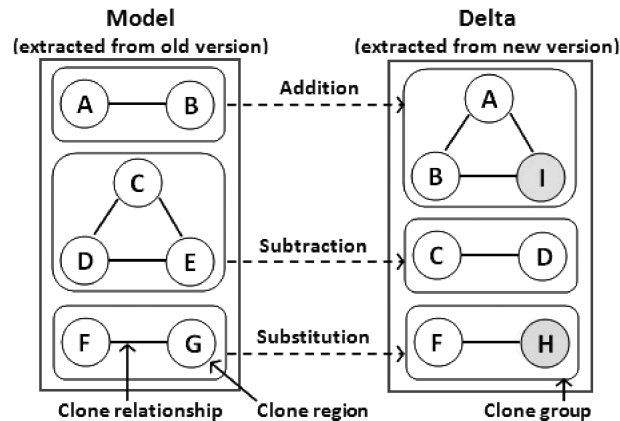 Model
(extracted from old version)
Delta
(extracted from new version)
A B
Addition
A
B I
C
D E
Subtraction
C D
F G
Substitution
F H
Clone relationship
Clone region
Clone group